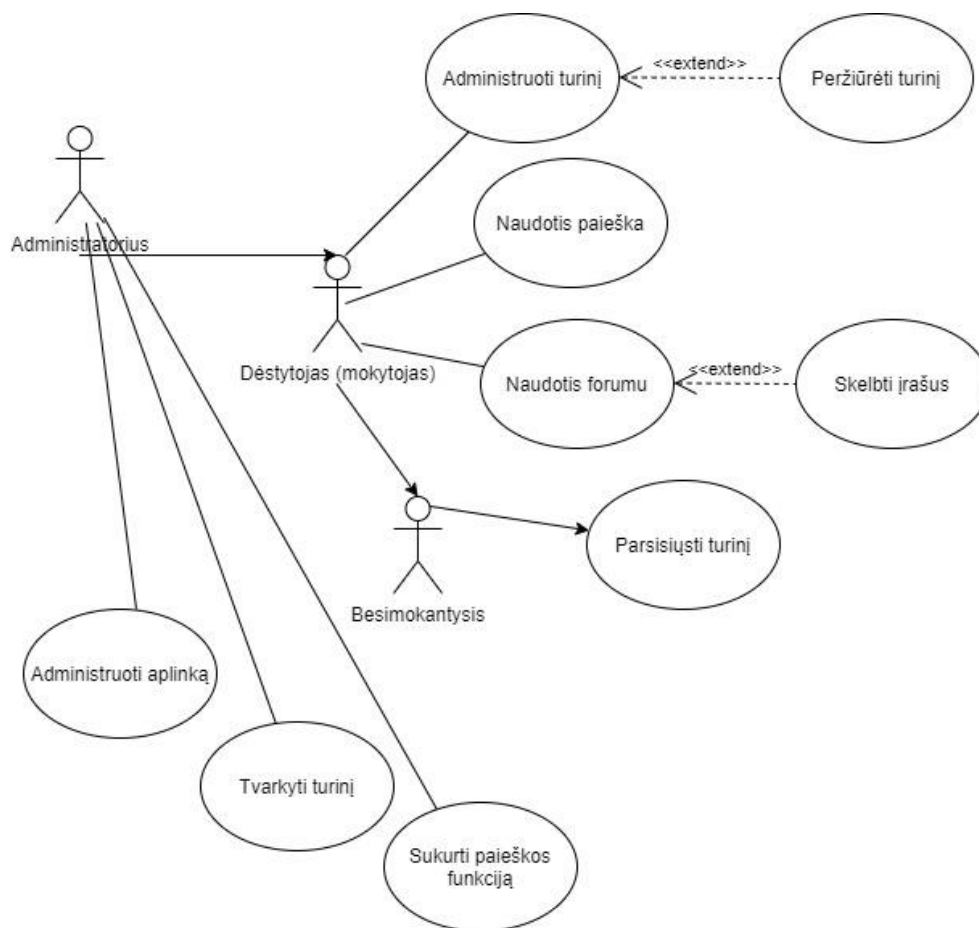 Administruoti turinį
<<extend>>
Peržiūrėti turinį
Administratorius
Naudotis paieška
Dėstytojas (mokytojas)
Naudotis forumu
<<extend>>
Skelbti įrašus
Parsisiųsti turinį
Besimokantysis
Administruoti aplinką
Tvarkyti turinį
Sukurti paieškos
funkciją